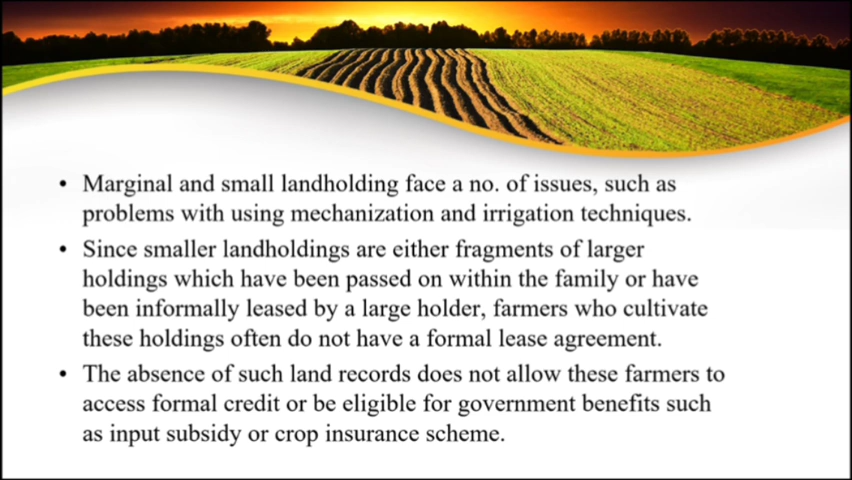 • Marginal and small landholding face a no. of issues, such as
problems with using mechanization and irrigation techniques.
• Since smaller landholdings are either fragments of larger
holdings which have been passed on within the family or have
been informally leased by a large holder, farmers who cultivate
these holdings often do not have a formal lease agreement.
• The absence of such land records does not allow these farmers to
access formal credit or be eligible for government benefits such
as input subsidy or crop insurance scheme.